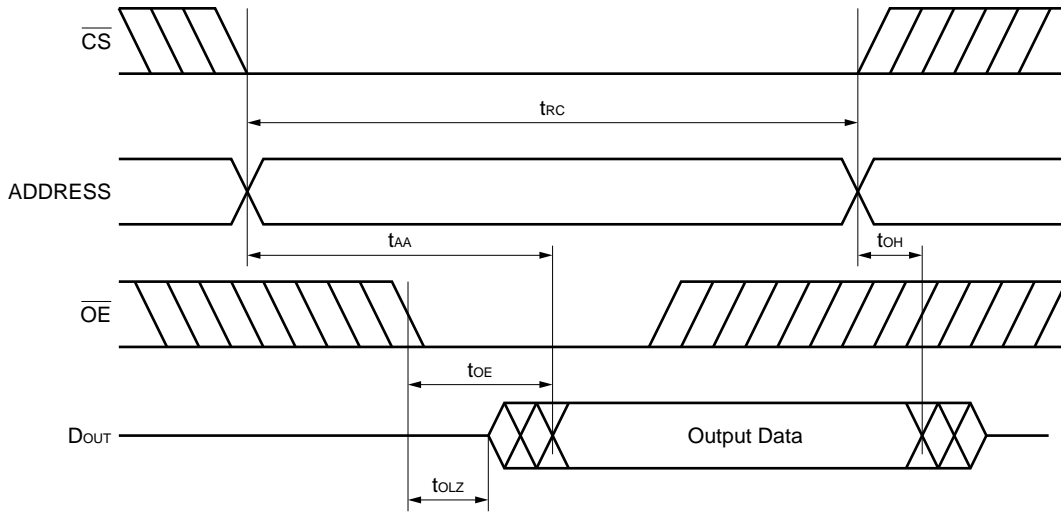 CS
tRC
ADDRESS
tAA
tOH
OE
tOE
DOUT
Output Data
tOLZ